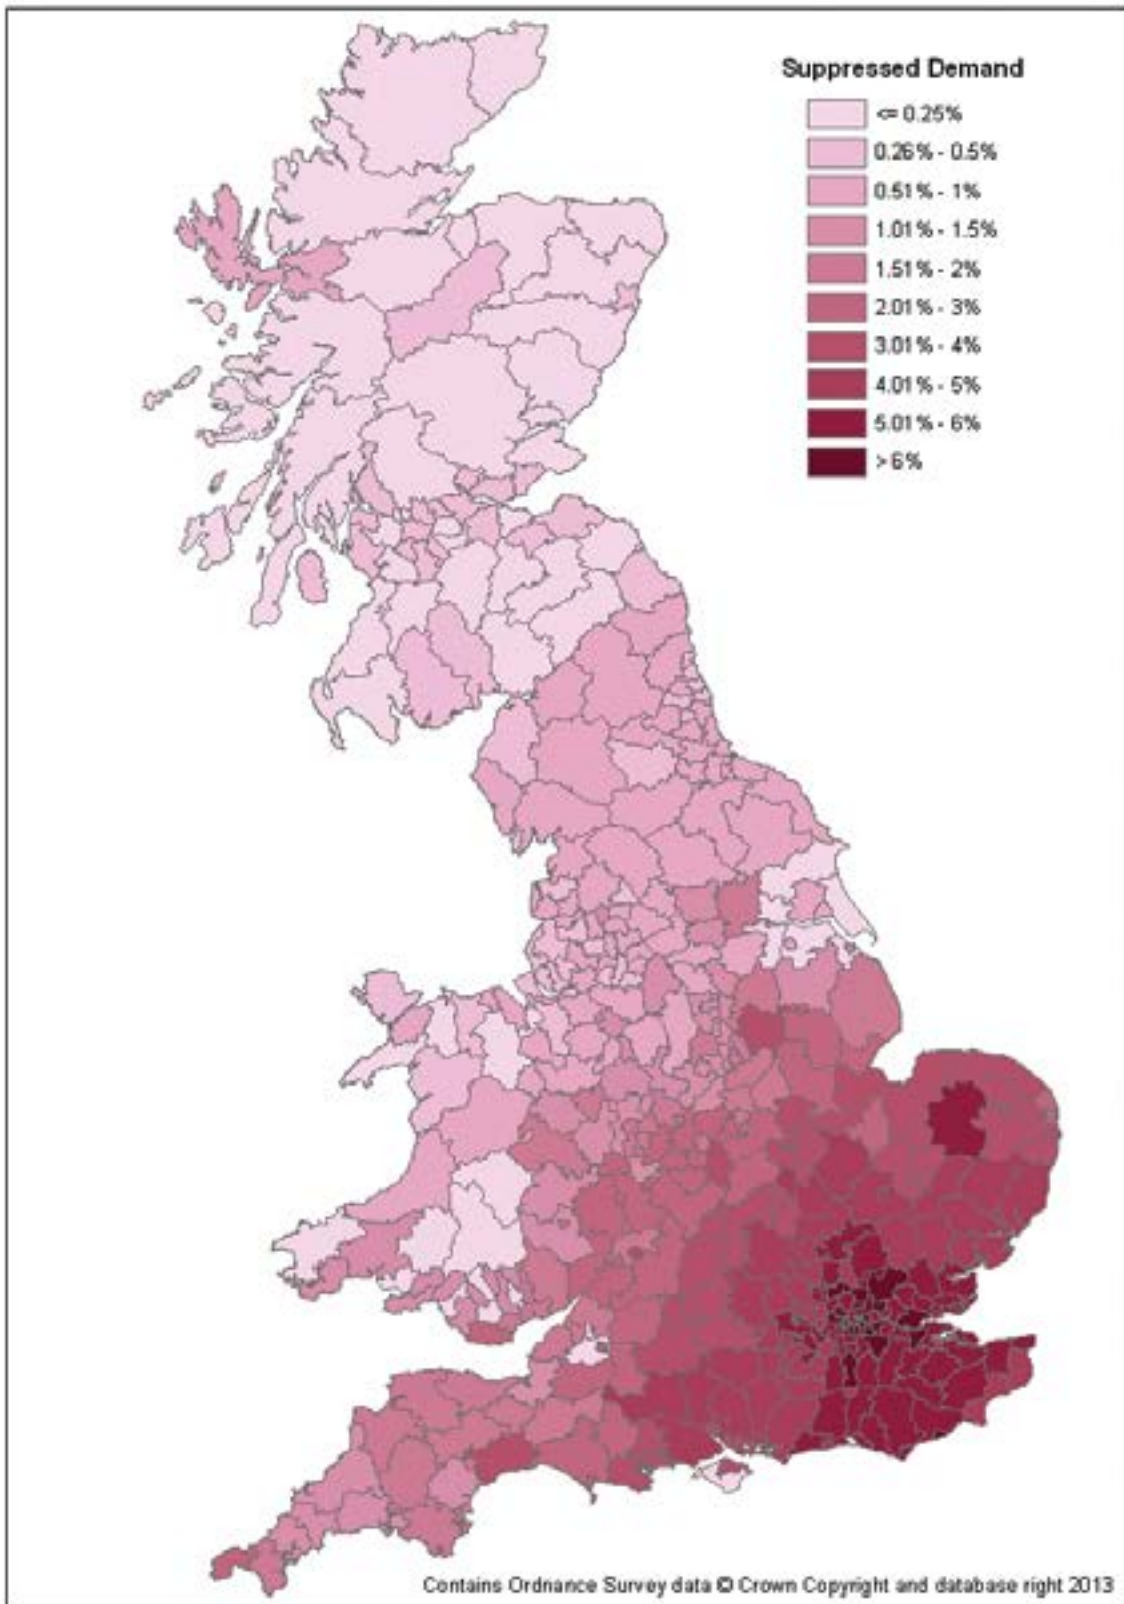 Suppressed Demand
<= 0.25%
0.26% - 0.5%
0.51% - 1%
1.01% - 1.5%
1.51% - 2%
2.01% - 3%
3.01% - 4%
4.01% - 5%
5.01% - 6%
> 6%
Contains Ordnance Survey data © Crown Copyright and database right 2013